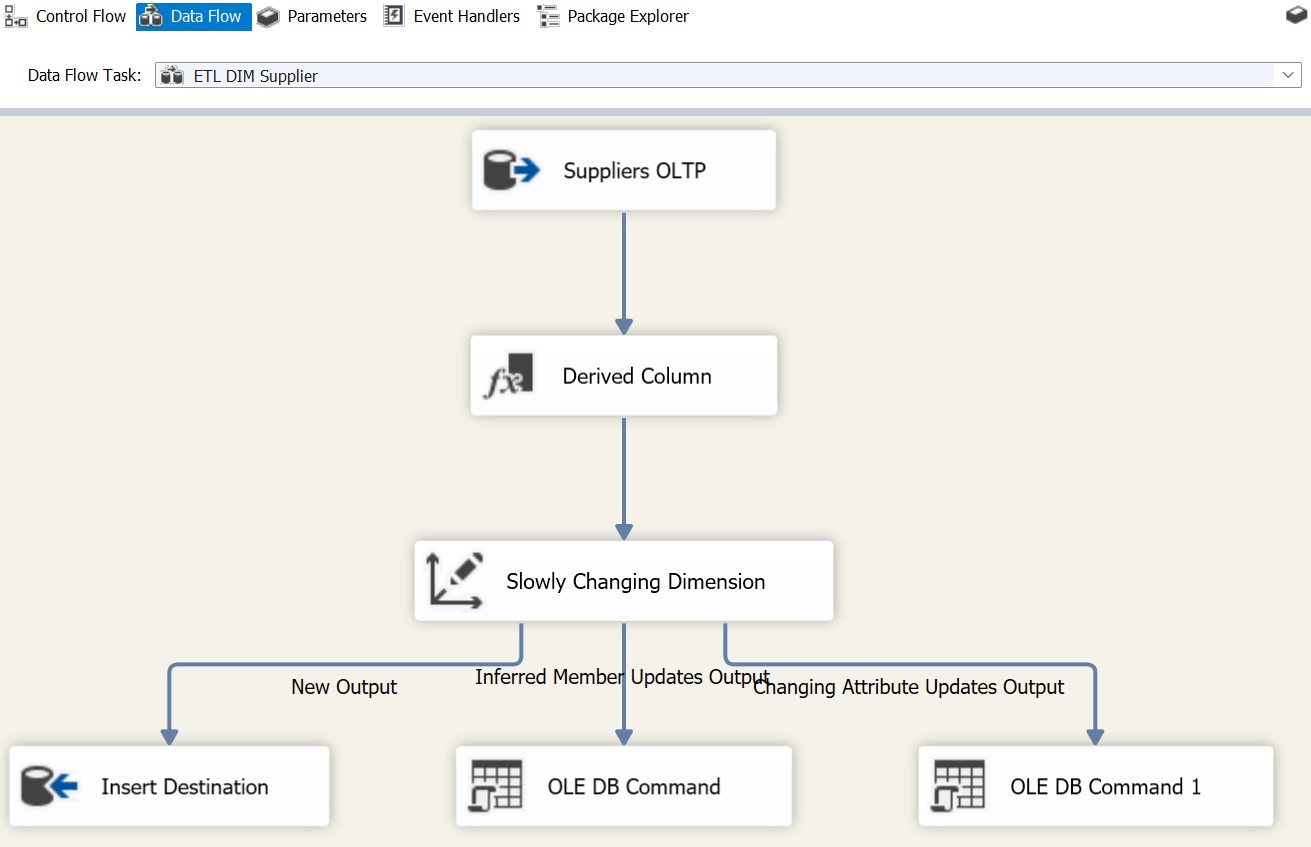 Control Flow Data Flow Parameters Event Handlers Package Explorer
Data Flow Task: ETL DIM Supplier
Suppliers OLTP
Derived Column
Slowly Changing Dimension
New Output Inferred Member Updates Output Changing Attribute Updates Output
Insert Destination OLE DB Command OLE DB Command 1